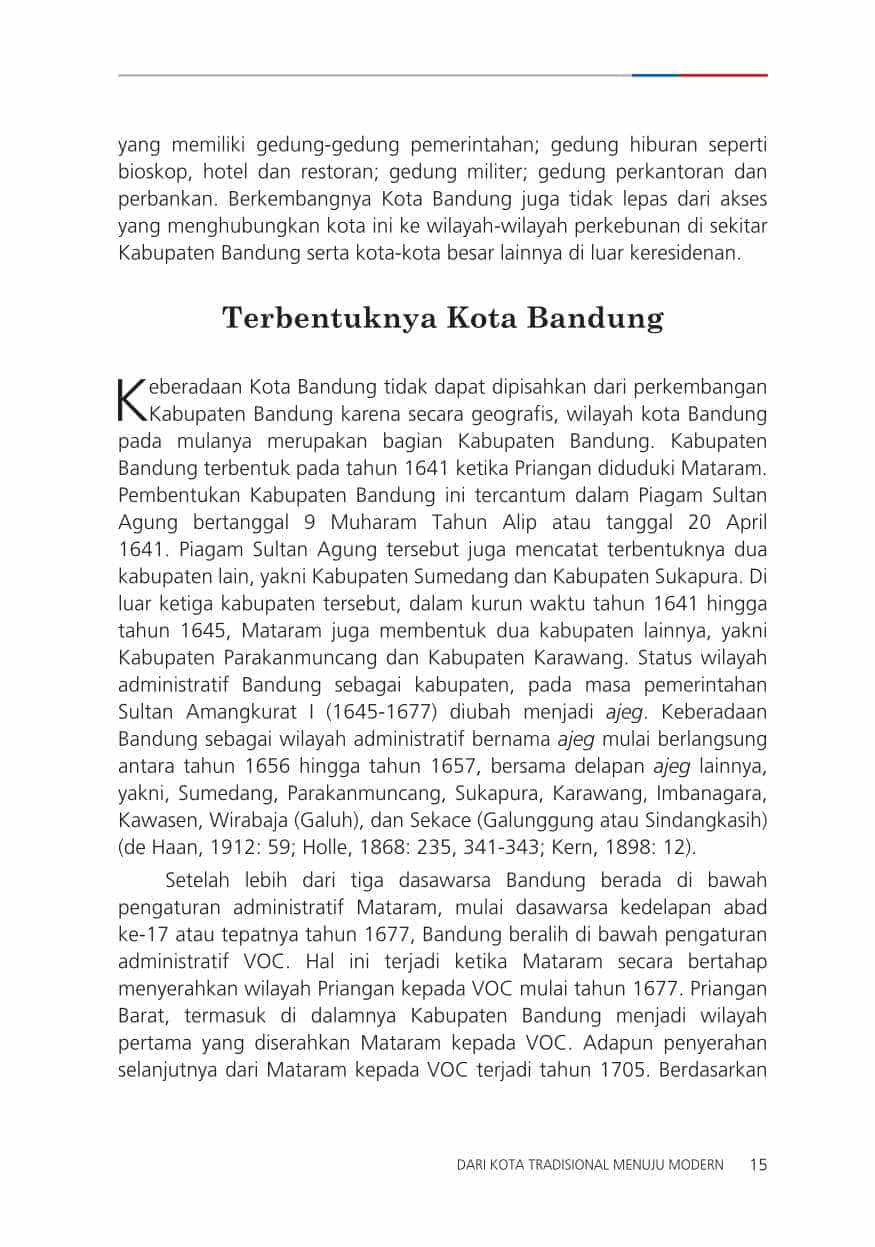 yang memiliki gedung-gedung pemerintahan; gedung hiburan seperti
bioskop, hotel dan restoran; gedung militer; gedung perkantoran dan
perbankan. Berkembangnya Kota Bandung juga tidak lepas dari akses
yang menghubungkan kota ini ke wilayah-wilayah perkebunan di sekitar
Kabupaten Bandung serta kota-kota besar lainnya di luar keresidenan.
Terbentuknya Kota Bandung
Keberadaan Kota Bandung tidak dapat dipisahkan dari perkembangan
Kabupaten Bandung karena secara geografis, wilayah kota Bandung
pada mulanya merupakan bagian Kabupaten Bandung. Kabupaten
Bandung terbentuk pada tahun 1641 ketika Priangan diduduki Mataram.
Pembentukan Kabupaten Bandung ini tercantum dalam Piagam Sultan
Agung bertanggal 9 Muharam Tahun Alip atau tanggal 20 April
1641. Piagam Sultan Agung tersebut juga mencatat terbentuknya dua
kabupaten lain, yakni Kabupaten Sumedang dan Kabupaten Sukapura. Di
luar ketiga kabupaten tersebut, dalam kurun waktu tahun 1641 hingga
tahun 1645, Mataram juga membentuk dua kabupaten lainnya, yakni
Kabupaten Parakanmuncang dan Kabupaten Karawang. Status wilayah
administratif Bandung sebagai kabupaten, pada masa pemerintahan
Sultan Amangkurat I (1645-1677) diubah menjadi ajeg. Keberadaan
Bandung sebagai wilayah administratif bernama ajeg mulai berlangsung
antara tahun 1656 hingga tahun 1657, bersama delapan ajeg lainnya,
yakni, Sumedang, Parakanmuncang, Sukapura, Karawang, Imbanagara,
Kawasen, Wirabaja (Galuh), dan Sekace (Galunggung atau Sindangkasih)
(de Haan, 1912: 59; Holle, 1868: 235, 341-343; Kern, 1898: 12).
Setelah lebih dari tiga dasawarsa Bandung berada di bawah
pengaturan administratif Mataram, mulai dasawarsa kedelapan abad
ke-17 atau tepatnya tahun 1677, Bandung beralih di bawah pengaturan
administratif VOC. Hal ini terjadi ketika Mataram secara bertahap
menyerahkan wilayah Priangan kepada VOC mulai tahun 1677. Priangan
Barat, termasuk di dalamnya Kabupaten Bandung menjadi wilayah
pertama yang diserahkan Mataram kepada VOC. Adapun penyerahan
selanjutnya dari Mataram kepada VOC terjadi tahun 1705. Berdasarkan
DARI KOTA TRADISIONAL MENUJU MODERN 15